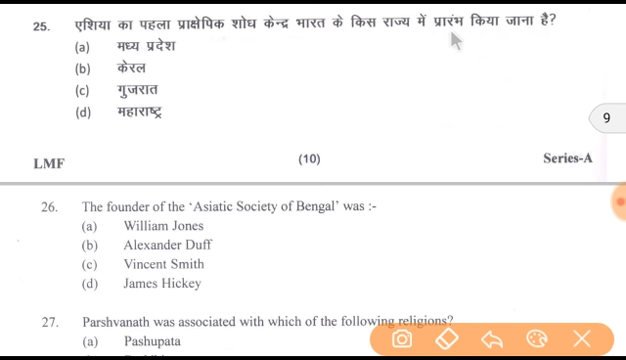 25. एशिया का पहला प्राक्षेपिक शोध केन्द्र भारत के किस राज्य में प्रारंभ किया जाना है?
(a) मध्य प्रदेश
(b) केरल
(c) गुजरात
(d) महाराष्ट्र
9
LMF (10) Series-A
26. The founder of the ‘Asiatic Society of Bengal’ was :-
(a) William Jones
(b) Alexander Duff
(c) Vincent Smith
(d) James Hickey
27. Parshvanath was associated with which of the following religions?
(a) Pashupata